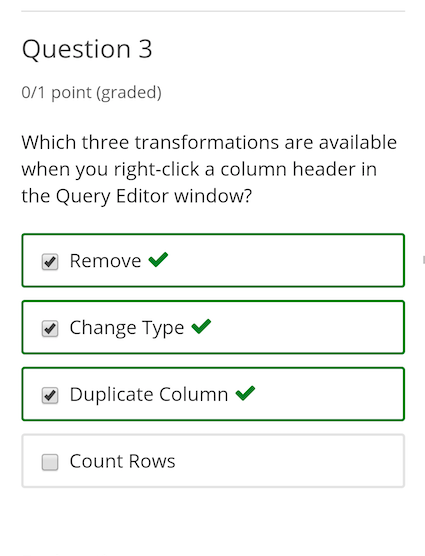 Question 3
0/1 point (graded)
Which three transformations are available
when you right-click a column header in
the Query Editor window?
Remove
Change Type
Duplicate Column
Count Rows